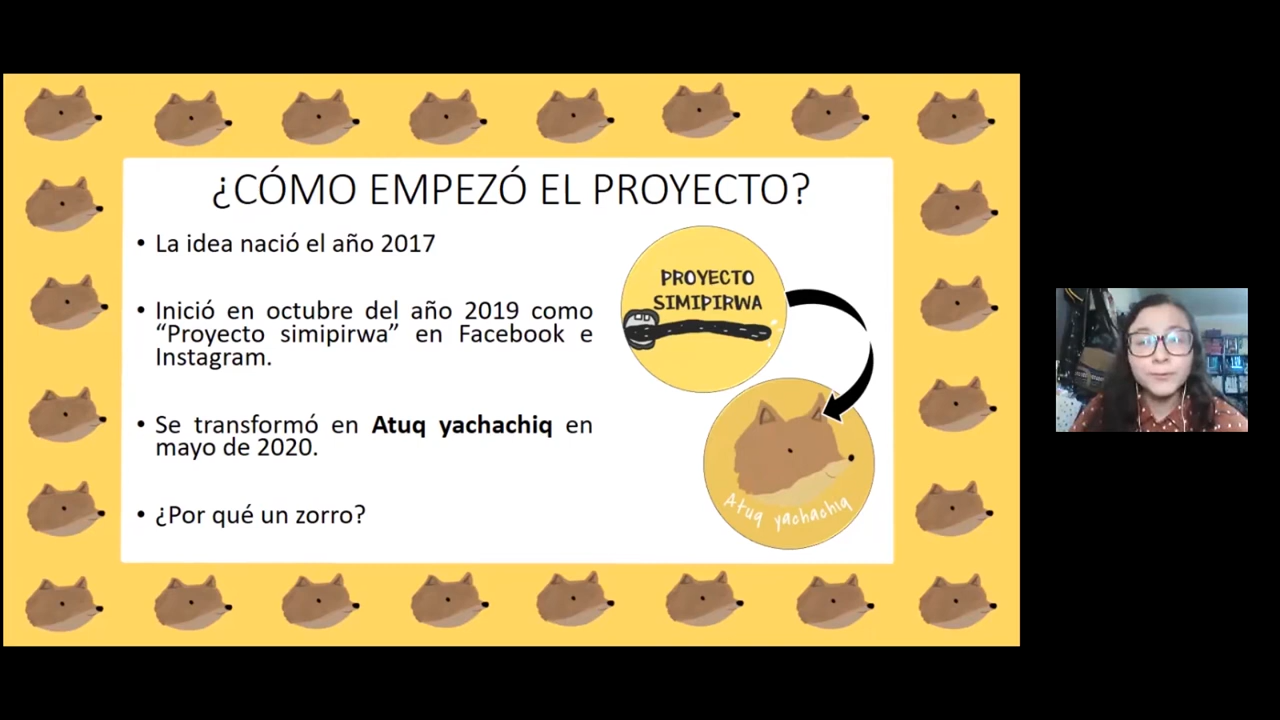 ¿CÓMO EMPEZÓ EL PROYECTO?
• La idea nació el año 2017
• Inició en octubre del año 2019 como
“Proyecto simipirwa” en Facebook e
Instagram.
• Se transformó en Atuq yachachiq en
mayo de 2020.
• ¿Por qué un zorro?
PROYECTO
SIMIPIRWA
Atuq yachachiq